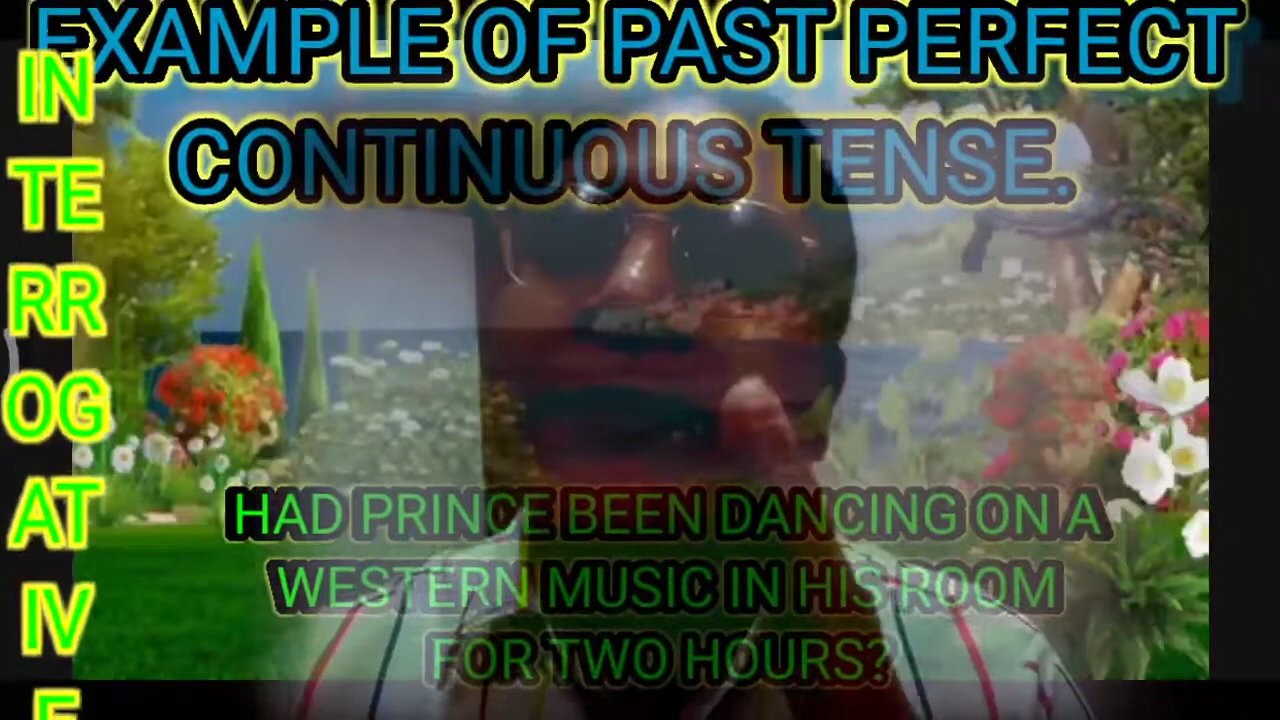 EXAMPLE OF PAST PERFECT
CONTINUOUS TENSE.
IN
TE
RR
OG
AT
IV
E
HAD PRINCE BEEN DANCING ON A
WESTERN MUSIC IN HIS ROOM
FOR TWO HOURS?